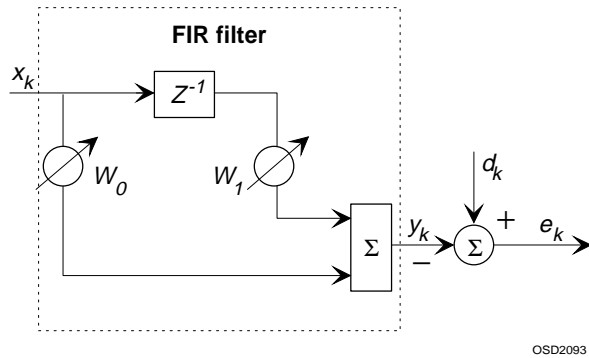 FIR filter
x_k
Z^{-1}
W_0
W_1
d_k
Σ
y_k
−
Σ
+
e_k
OSD2093